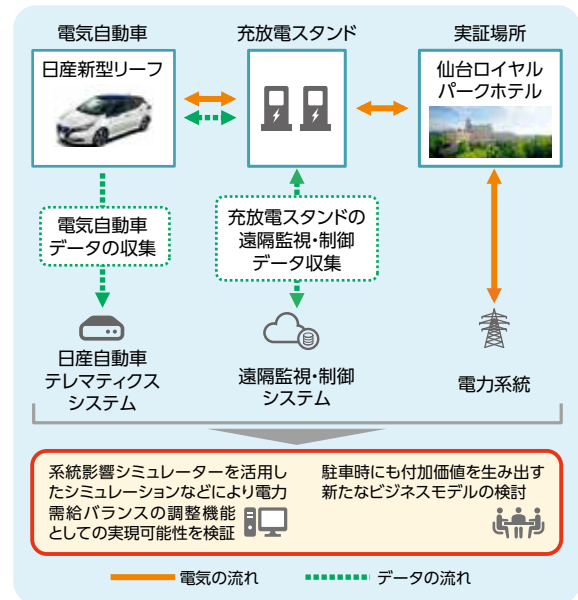 電気自動車
充放電スタンド
実証場所
日産新型リーフ
仙台ロイヤル
パークホテル
電気自動車
データの収集
充放電スタンドの
遠隔監視・制御
データ収集
日産自動車
テレマティクス
システム
遠隔監視・制御
システム
電力系統
系統影響シミュレーターを活用し
たシミュレーションなどにより電力
需給バランスの調整機能
としての実現可能性を検証
駐車時にも付加価値を生み出す
新たなビジネスモデルの検討
電気の流れ
データの流れ